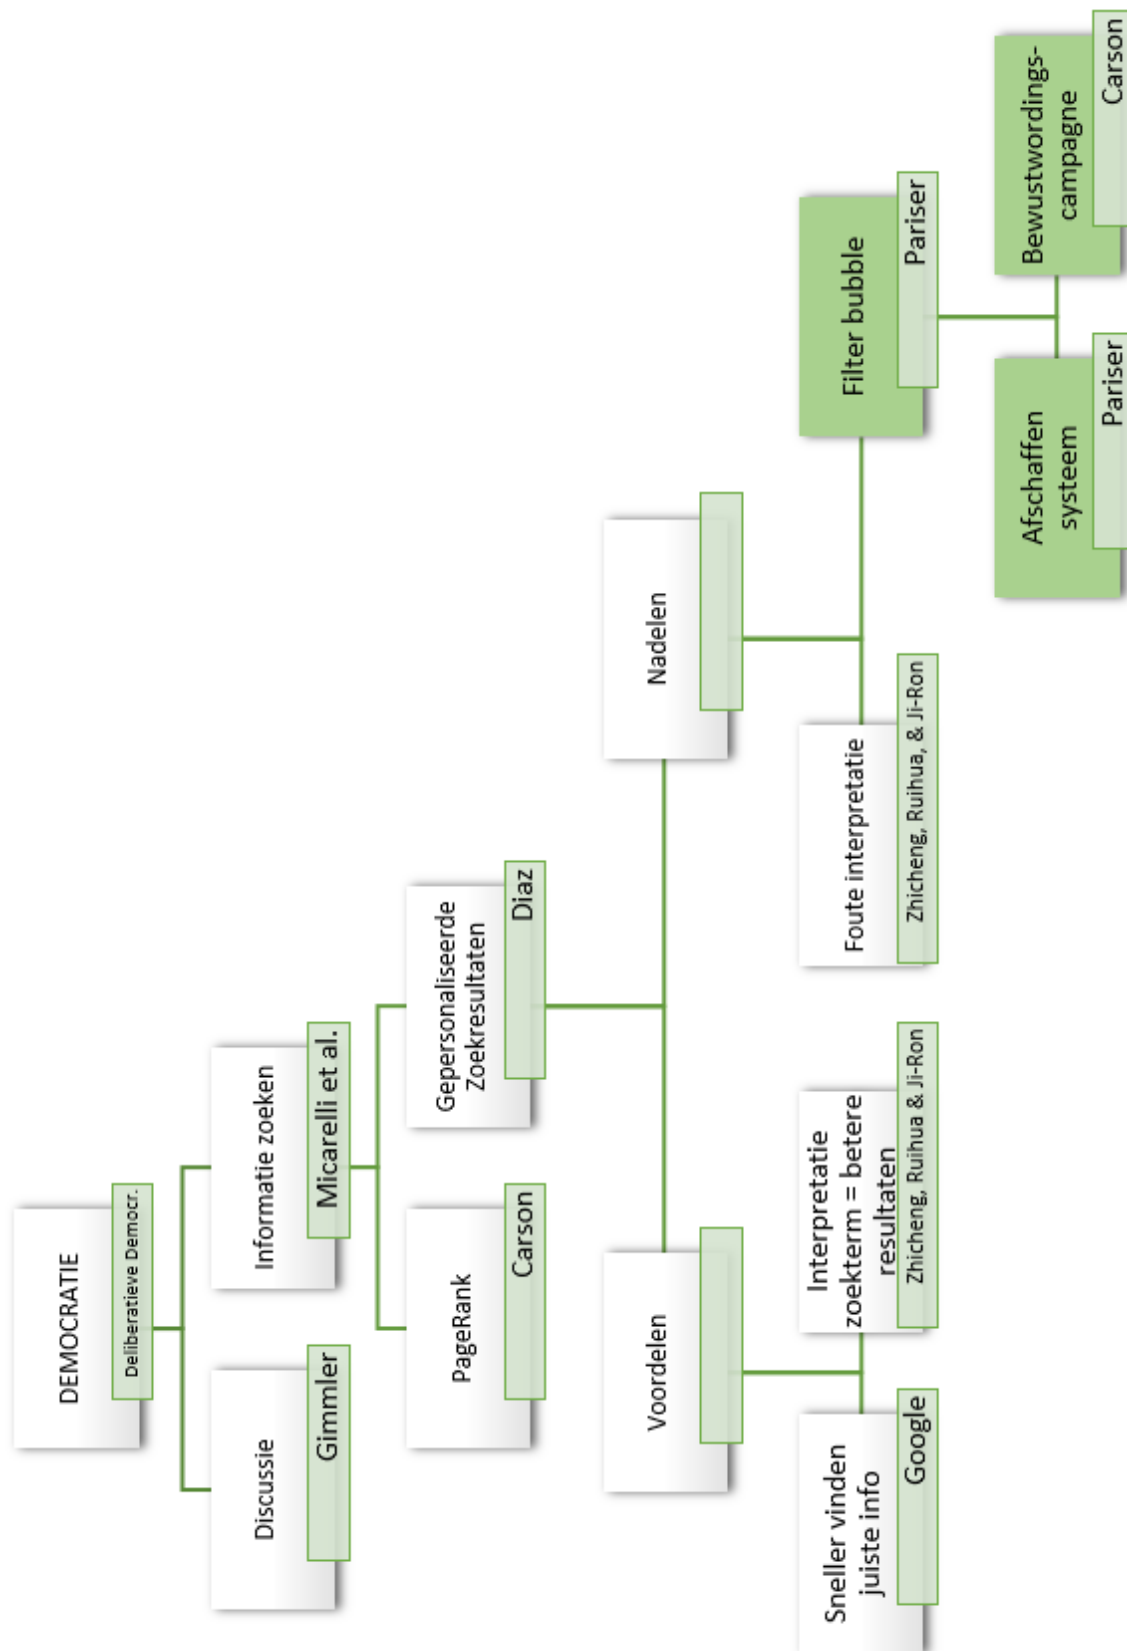 DEMOCRATIE
Deliberatieve Democr.
Discussie
Gimmler
Informatie zoeken
Micarelli et al.
PageRank
Carson
Gepersonaliseerde
Zoekresultaten
Diaz
Voordelen
Nadelen
Sneller vinden
juiste info
Google
Interpretatie
zoekterm = betere
resultaten
Zhicheng, Ruihua & Ji-Ron
Foute interpretatie
Zhicheng, Ruihua, & Ji-Ron
Filter bubble
Pariser
Afschaffen
systeem
Pariser
Bewustwordings-
campagne
Carson